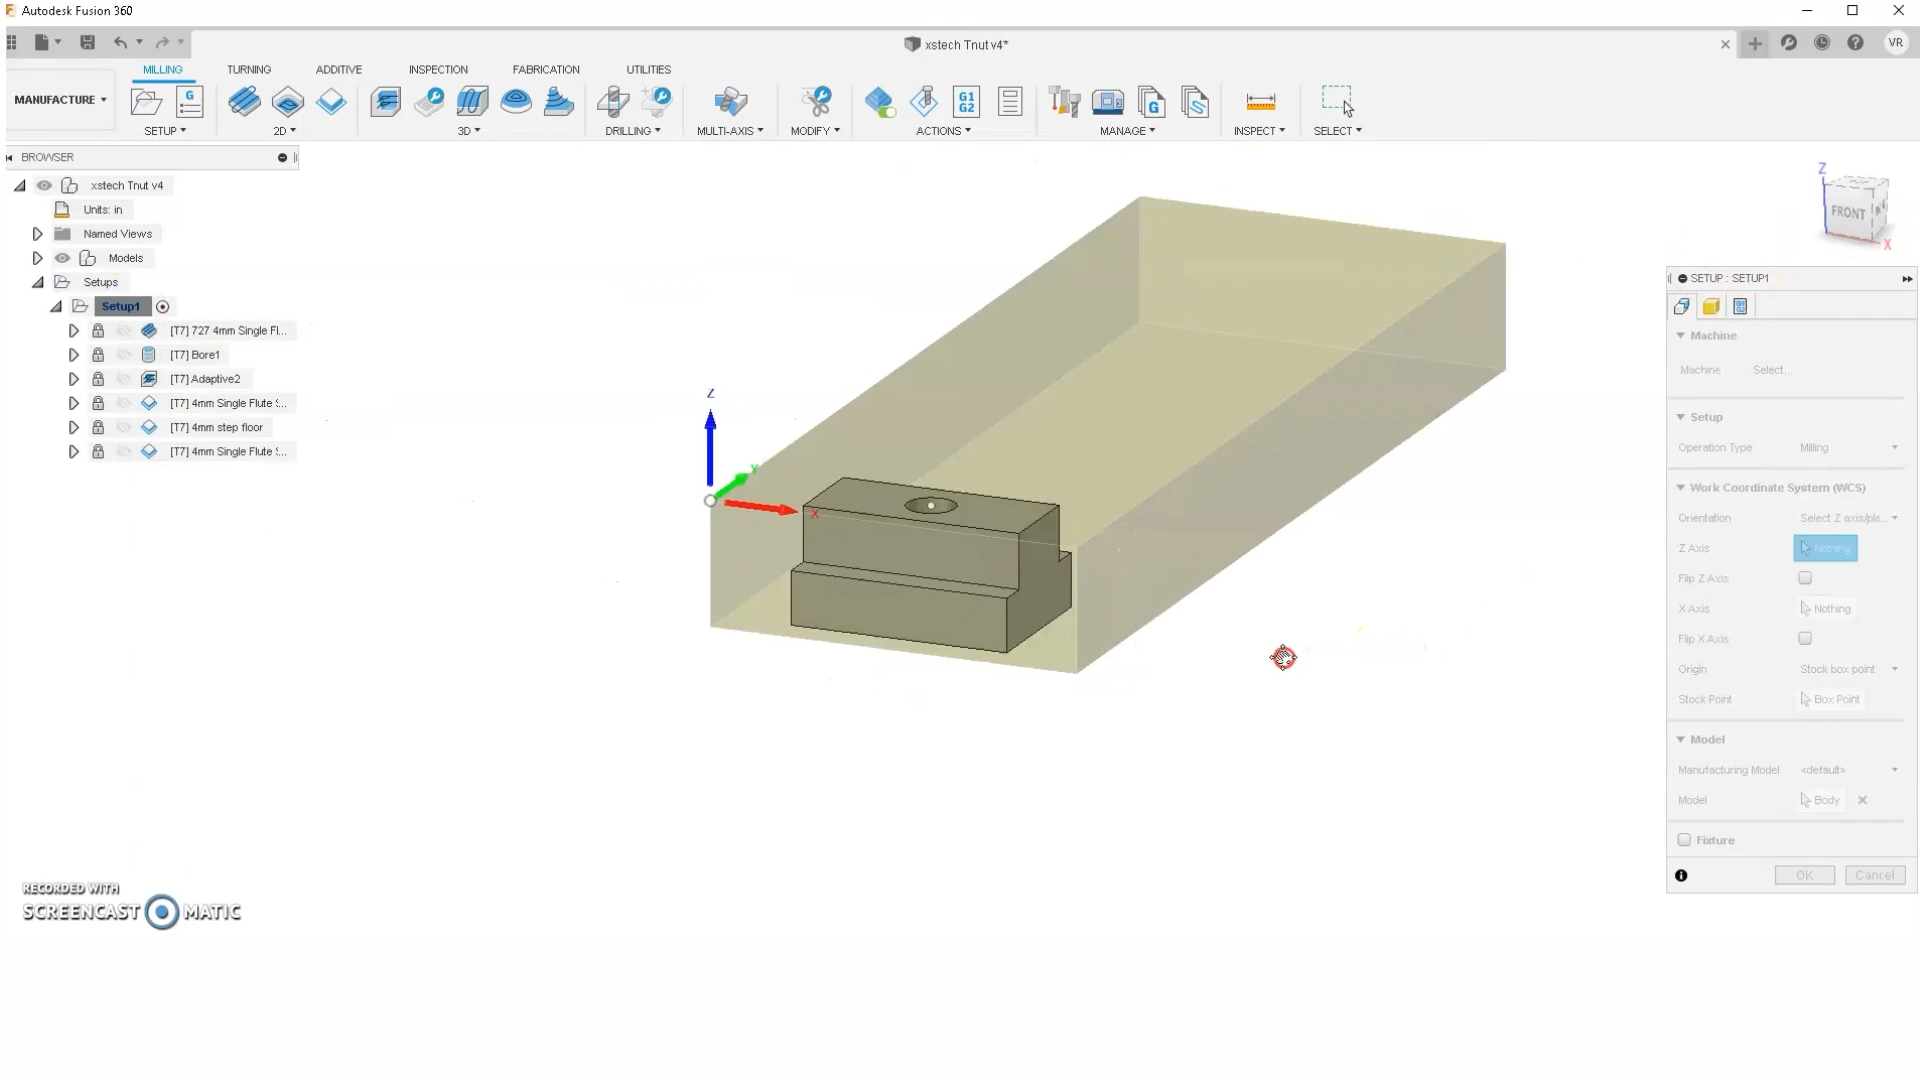 Autodesk Fusion 360
xstech Tnut v4*
VR
MILLING TURNING ADDITIVE INSPECTION FABRICATION UTILITIES
MANUFACTURE
SETUP 2D 3D DRILLING MULTI-AXIS MODIFY ACTIONS MANAGE INSPECT SELECT
G
G1
G2
G
BROWSER
xstech Tnut v4
Units: in
Named Views
Models
Setups
Setup1
[T7] 727 4mm Single Fl...
[T7] Bore1
[T7] Adaptive2
[T7] 4mm Single Flute S...
[T7] 4mm step floor
[T7] 4mm Single Flute S...
Z
Y
X
Z
FRONT
X
SETUP : SETUP1
Machine
Machine Select...
Setup
Operation Type Milling
Work Coordinate System (WCS)
Orientation Select Z axis/pla...
Z Axis Nothing
Flip Z Axis
X Axis Nothing
Flip X Axis
Origin Stock box point
Stock Point Box Point
Model
Manufacturing Model <default>
Model Body
Fixture
OK Cancel
RECORDED WITH
SCREENCAST MATIC